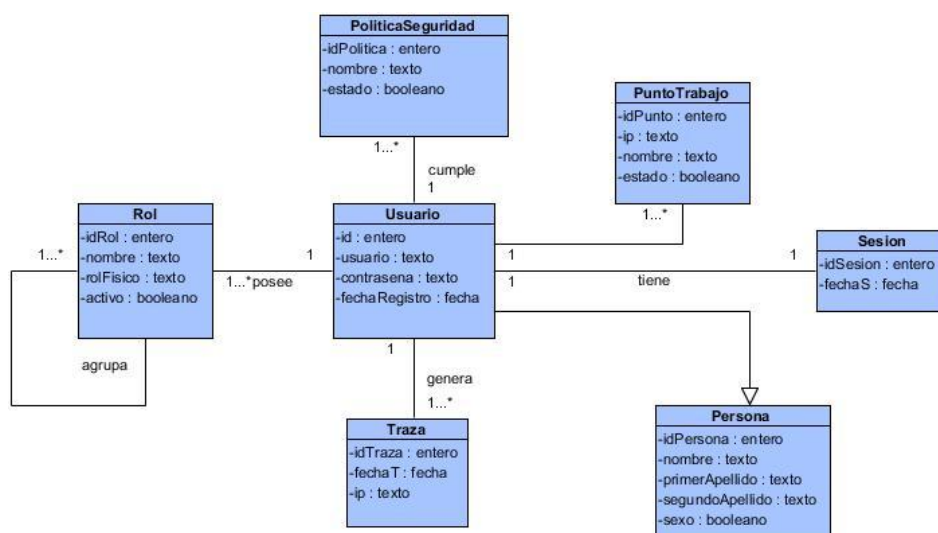 PoliticaSeguridad
-idPolitica : entero
-nombre : texto
-estado : booleano
1...*
cumple
1
PuntoTrabajo
-idPunto : entero
-ip : texto
-nombre : texto
-estado : booleano
1...*
1
Rol
-idRol : entero
-nombre : texto
-rolFisico : texto
-activo : booleano
1...*
agrupa
1...*posee
1
Usuario
-id : entero
-usuario : texto
-contrasena : texto
-fechaRegistro : fecha
1
tiene
1
Sesion
-idSesion : entero
-fechaS : fecha
1
genera
1...*
Traza
-idTraza : entero
-fechaT : fecha
-ip : texto
Persona
-idPersona : entero
-nombre : texto
-primerApellido : texto
-segundoApellido : texto
-sexo : booleano